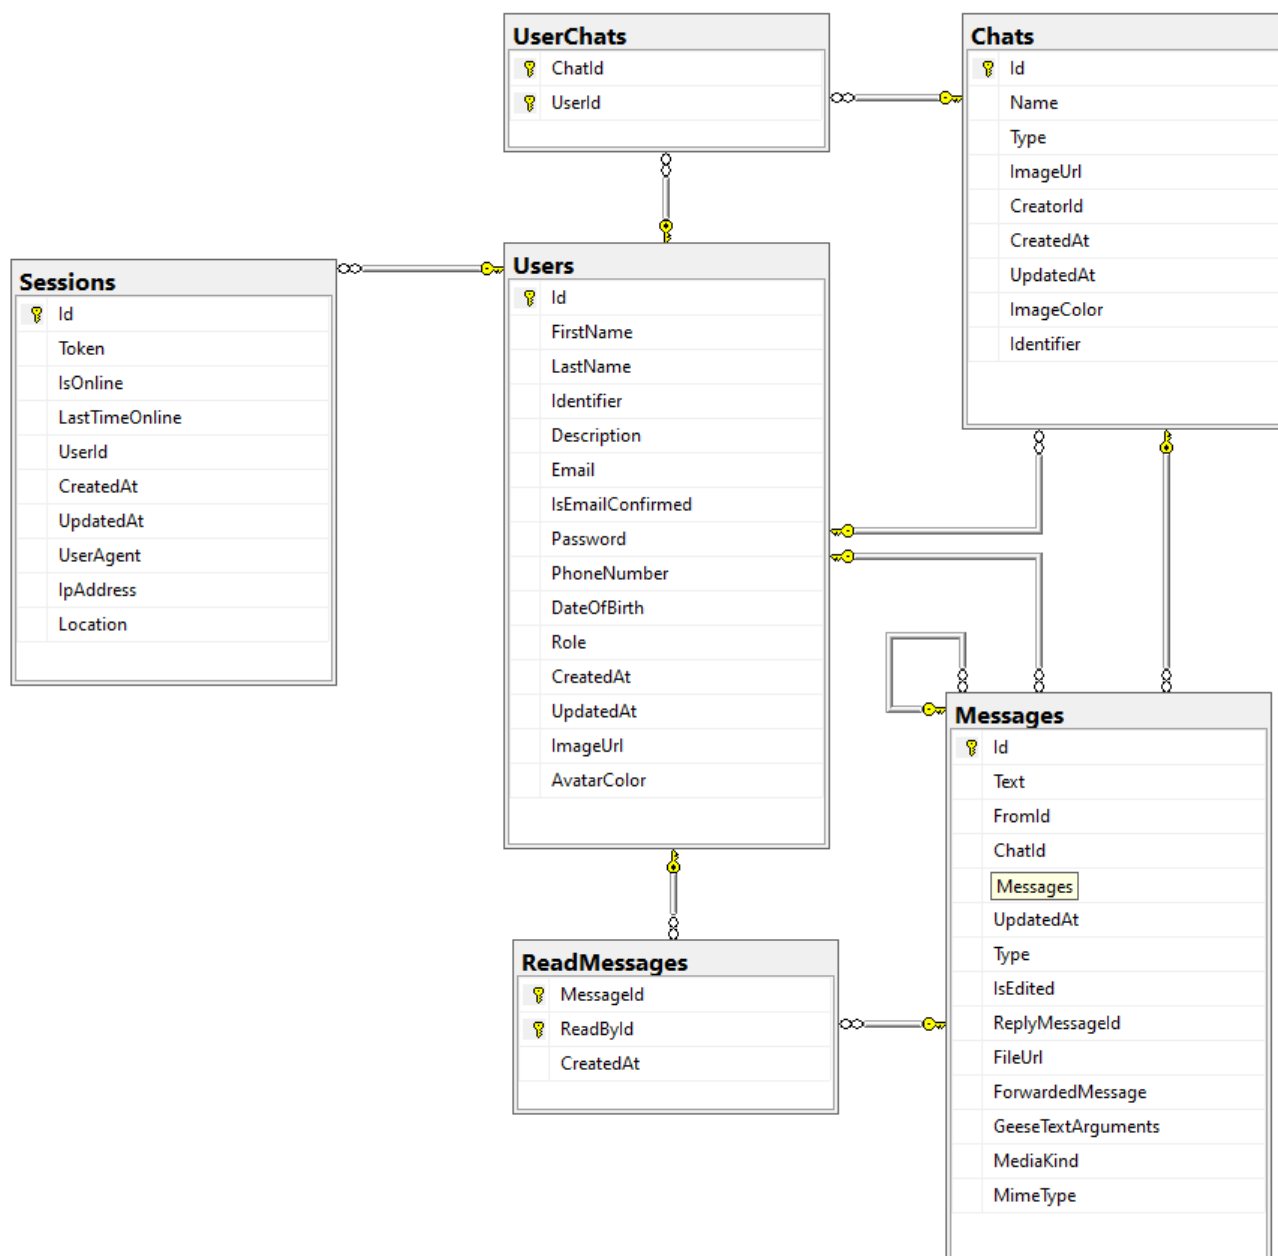 UserChats
ChatId
UserId
Chats
Id
Name
Type
ImageUrl
CreatorId
CreatedAt
UpdatedAt
ImageColor
Identifier
Sessions
Id
Token
IsOnline
LastTimeOnline
UserId
CreatedAt
UpdatedAt
UserAgent
IpAddress
Location
Users
Id
FirstName
LastName
Identifier
Description
Email
IsEmailConfirmed
Password
PhoneNumber
DateOfBirth
Role
CreatedAt
UpdatedAt
ImageUrl
AvatarColor
Messages
Id
Text
FromId
ChatId
Messages
UpdatedAt
Type
IsEdited
ReplyMessageId
FileUrl
ForwardedMessage
GeeseTextArguments
MediaKind
MimeType
ReadMessages
MessageId
ReadById
CreatedAt